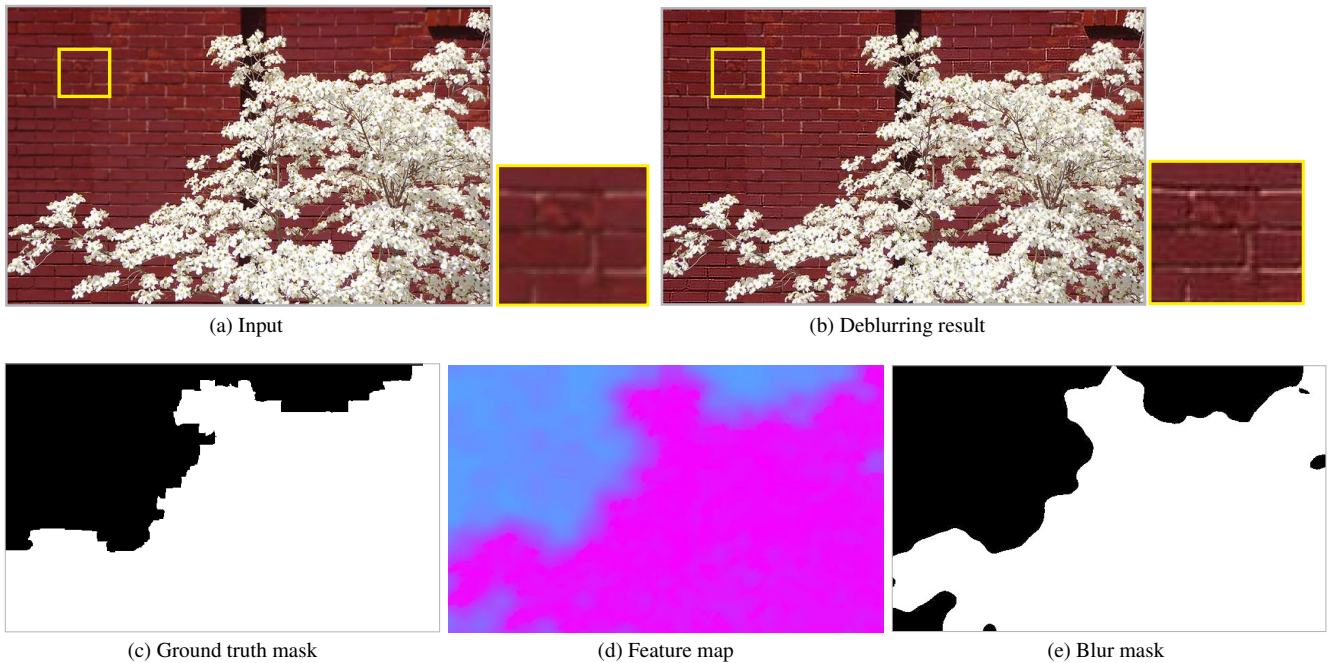 (a) Input
(b) Deblurring result
(c) Ground truth mask
(d) Feature map
(e) Blur mask